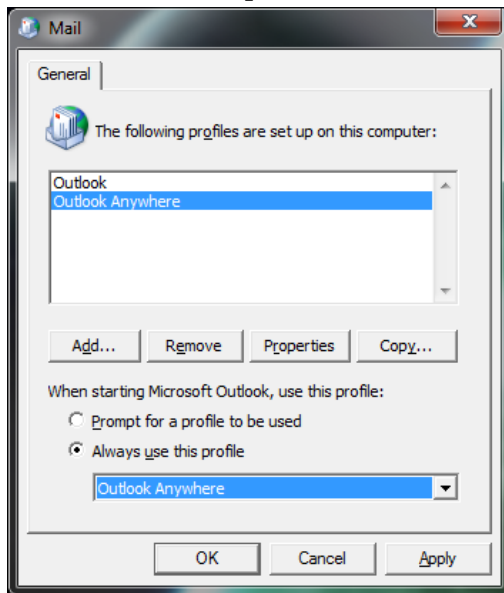 Mail
General
The following profiles are set up on this computer:
Outlook
Outlook Anywhere
Add...
Remove
Properties
Copy...
When starting Microsoft Outlook, use this profile:
Prompt for a profile to be used
Always use this profile
Outlook Anywhere
OK
Cancel
Apply